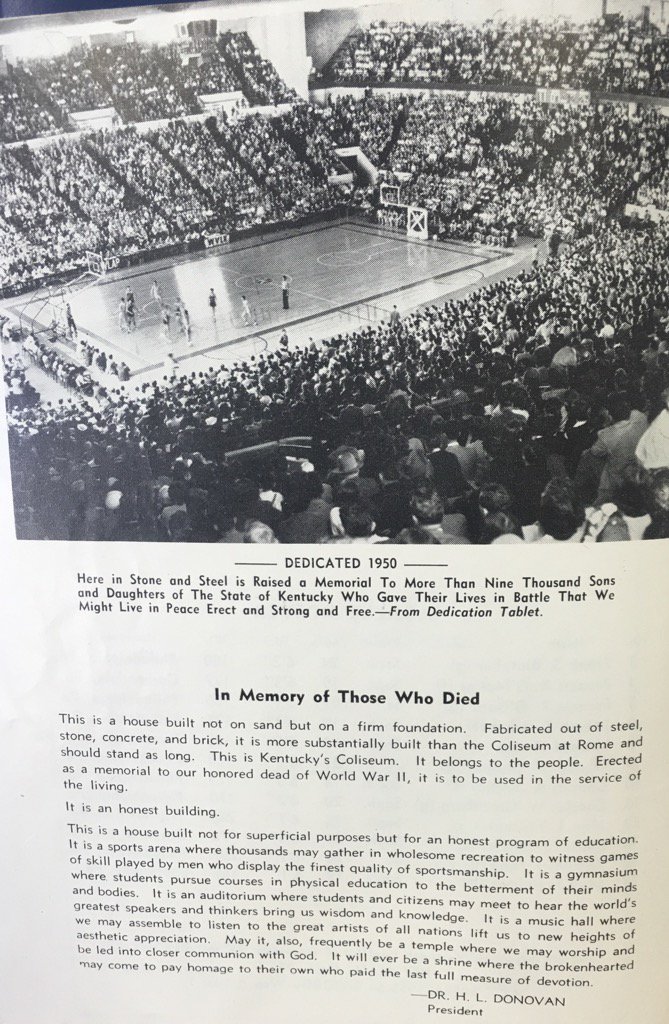 WVLK
DEDICATED 1950
Here in Stone and Steel is Raised a Memorial To More Than Nine Thousand Sons
and Daughters of The State of Kentucky Who Gave Their Lives in Battle That We
Might Live in Peace Erect and Strong and Free.—From Dedication Tablet.
In Memory of Those Who Died
This is a house built not on sand but on a firm foundation. Fabricated out of steel,
stone, concrete, and brick, it is more substantially built than the Coliseum at Rome and
should stand as long. This is Kentucky's Coliseum. It belongs to the people. Erected
as a memorial to our honored dead of World War II, it is to be used in the service of
the living.
It is an honest building.
This is a house built not for superficial purposes but for an honest program of education.
It is a sports arena where thousands may gather in wholesome recreation to witness games
of skill played by men who display the finest quality of sportsmanship. It is a gymnasium
where students pursue courses in physical education to the betterment of their minds
and bodies. It is an auditorium where students and citizens may meet to hear the world's
greatest speakers and thinkers bring us wisdom and knowledge. It is a music hall where
we may assemble to listen to the great artists of all nations lift us to new heights of
aesthetic appreciation. May it, also, frequently be a temple where we may worship and
be led into closer communion with God. It will ever be a shrine where the brokenhearted
may come to pay homage to their own who paid the last full measure of devotion.
—DR. H. L. DONOVAN
President